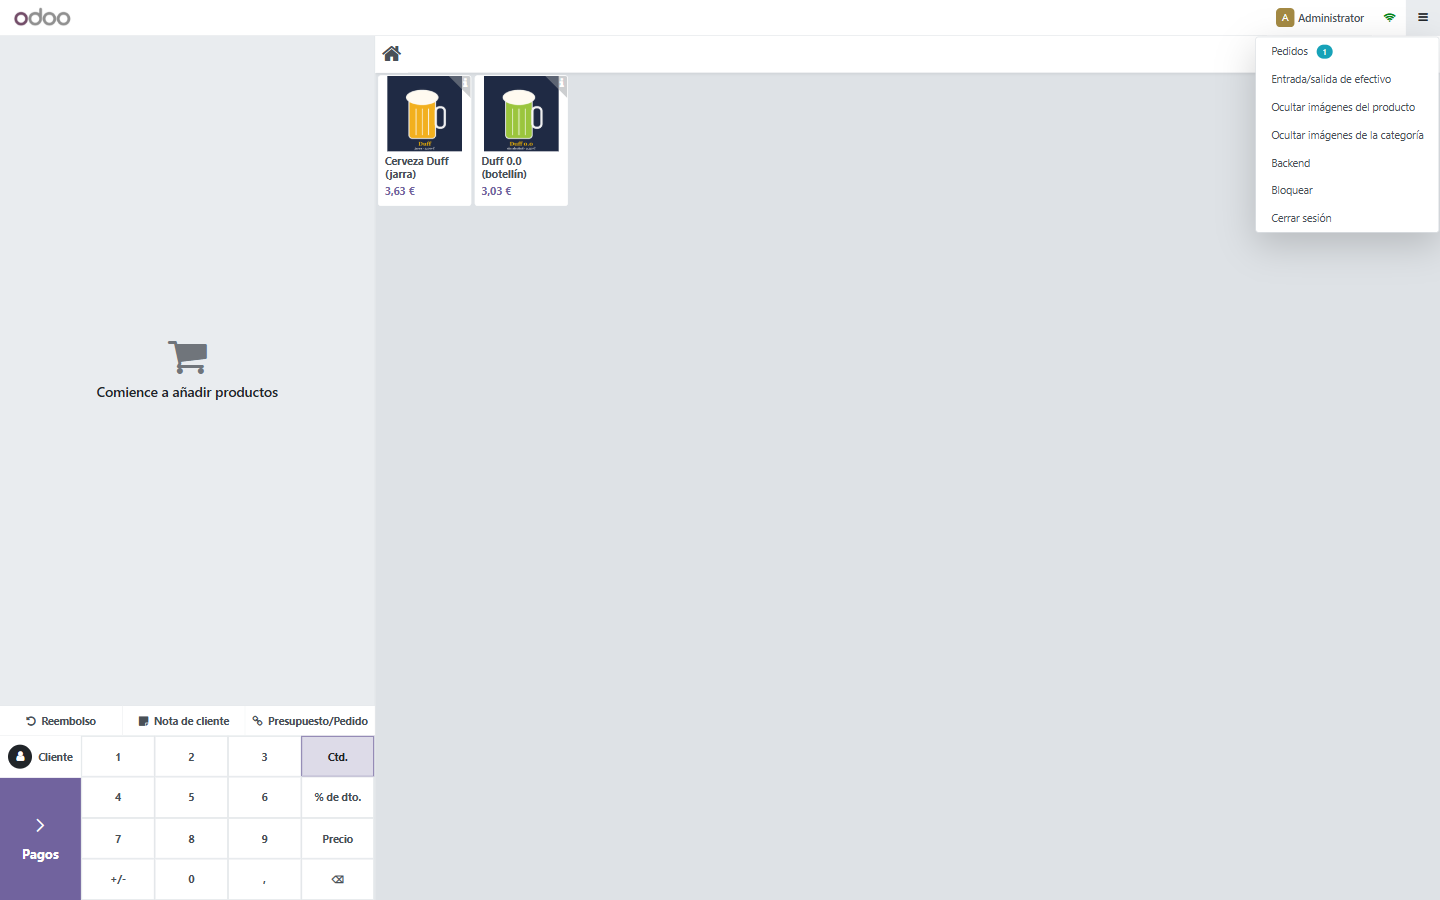 odoo
A Administrator
Pedidos 1
Entrada/salida de efectivo
Ocultar imágenes del producto
Ocultar imágenes de la categoría
Backend
Bloquear
Cerrar sesión
Duff
Duff 0.0
Cerveza Duff
(jarra)
3,63 €
Duff 0.0
(botellín)
3,03 €
Comience a añadir productos
Reembolso
Nota de cliente
Presupuesto/Pedido
Cliente
1 2 3 Ctd.
4 5 6 % de dto.
7 8 9 Precio
+/- 0 ,
Pagos